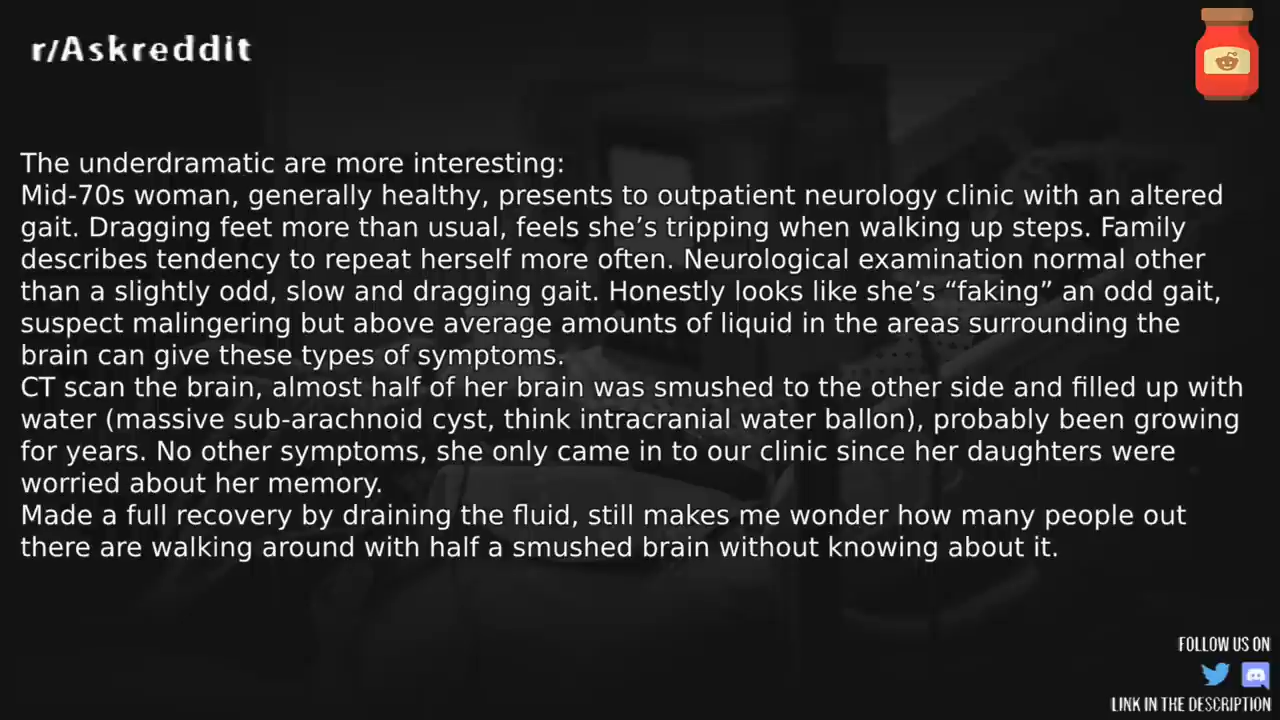 r/Askreddit
The underdramatic are more interesting:
Mid-70s woman, generally healthy, presents to outpatient neurology clinic with an altered
gait. Dragging feet more than usual, feels she’s tripping when walking up steps. Family
describes tendency to repeat herself more often. Neurological examination normal other
than a slightly odd, slow and dragging gait. Honestly looks like she’s “faking” an odd gait,
suspect malingering but above average amounts of liquid in the areas surrounding the
brain can give these types of symptoms.
CT scan the brain, almost half of her brain was smushed to the other side and filled up with
water (massive sub-arachnoid cyst, think intracranial water ballon), probably been growing
for years. No other symptoms, she only came in to our clinic since her daughters were
worried about her memory.
Made a full recovery by draining the fluid, still makes me wonder how many people out
there are walking around with half a smushed brain without knowing about it.
FOLLOW US ON
LINK IN THE DESCRIPTION